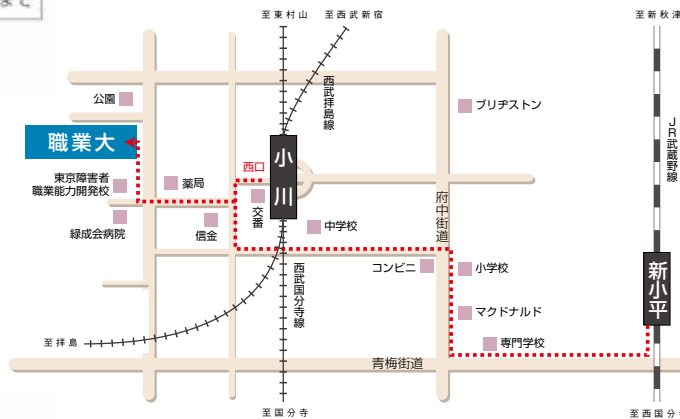 至東村山
至西武新宿
至新秋津
公園
西武拝島線
ブリヂストン
JR武蔵野線
職業大
小川
西口
東京障害者
職業能力開発校
薬局
交番
府中街道
緑成会病院
信金
中学校
コンビニ
小学校
新小平
西武国分寺線
マクドナルド
至拝島
専門学校
青梅街道
至国分寺
至西国分